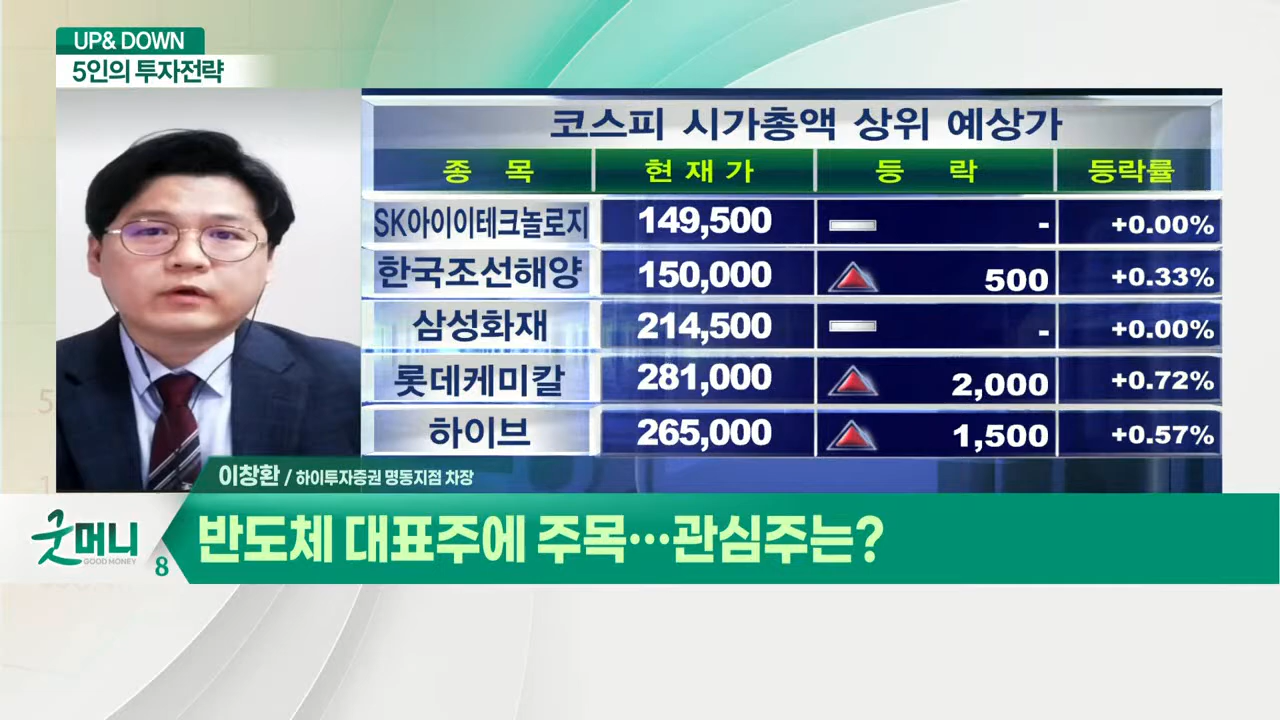 UP& DOWN
5인의 투자전략
코스피 시가총액 상위 예상가
종 목 현 재 가 등 락 등락률
SK아이이테크놀로지 149,500 - +0.00%
한국조선해양 150,000 500 +0.33%
삼성화재 214,500 - +0.00%
롯데케미칼 281,000 2,000 +0.72%
하이브 265,000 1,500 +0.57%
이창환 / 하이투자증권 명동지점 차장
굿머니
GOOD MONEY
8
반도체 대표주에 주목…관심주는?